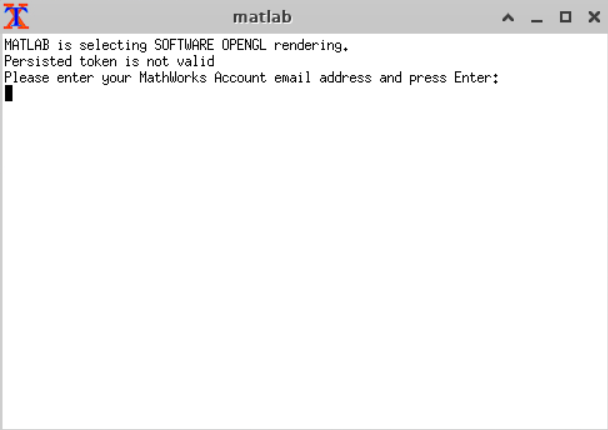 matlab
MATLAB is selecting SOFTWARE OPENGL rendering.
Persisted token is not valid
Please enter your MathWorks Account email address and press Enter: